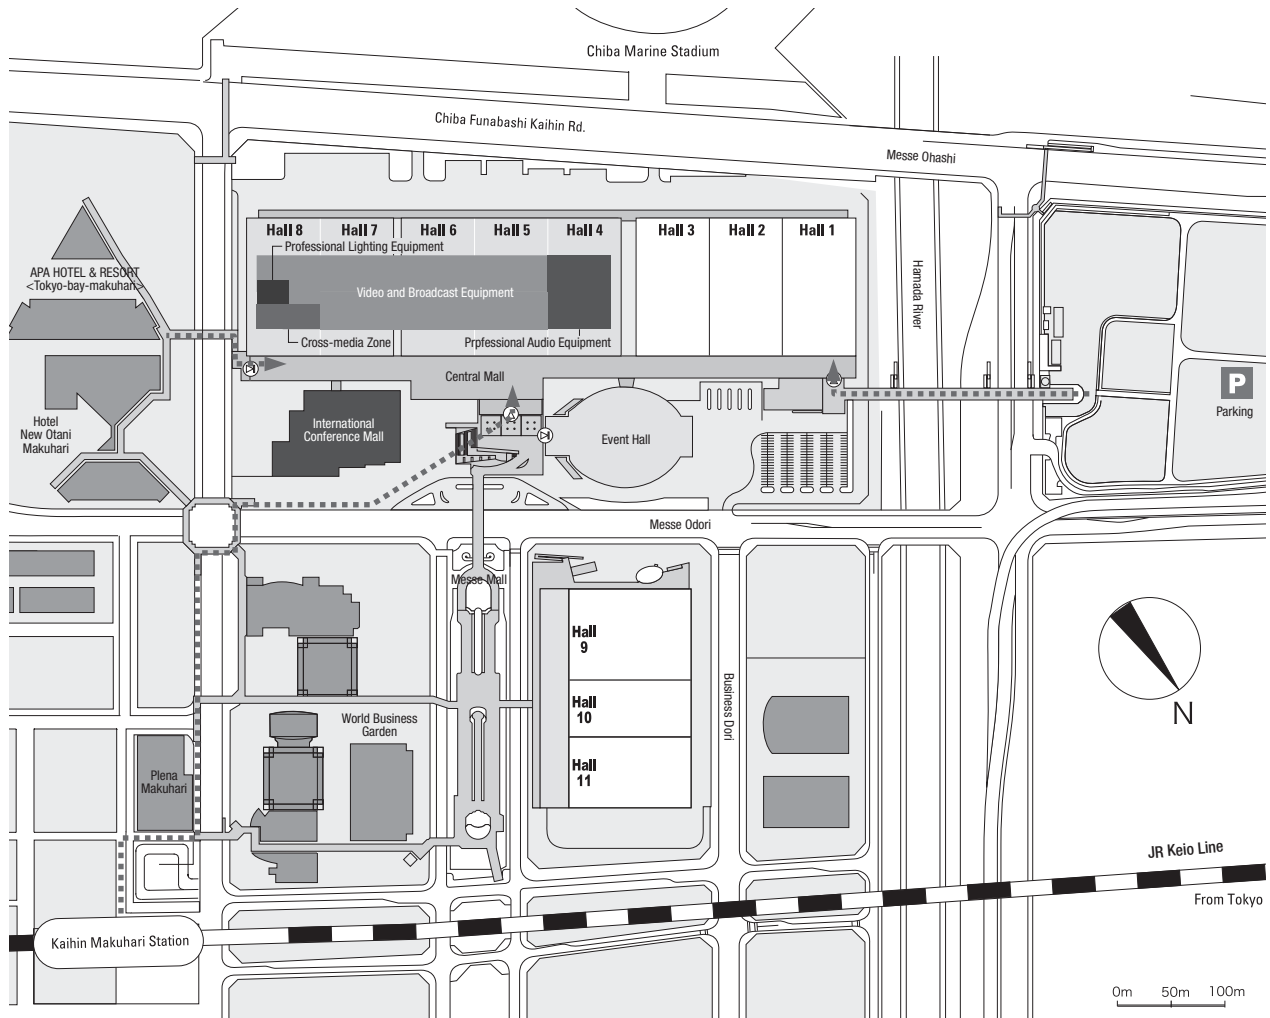 Chiba Marine Stadium
Chiba Funabashi Kaihin Rd.
Messe Ohashi
Hall 8
Hall 7
Hall 6
Hall 5
Hall 4
Hall 3
Hall 2
Hall 1
Professional Lighting Equipment
Video and Broadcast Equipment
Cross-media Zone
Prpfessional Audio Equipment
APA HOTEL & RESORT
<Tokyo-bay-makuhari>
Hamada River
Central Mall
P
Parking
Hotel
New Otani
Makuhari
International
Conference Mall
Event Hall
Messe Odori
Messe Mall
Hall
9
Hall
10
Hall
11
Business Dori
N
World Business
Garden
Plena
Makuhari
JR Keio Line
From Tokyo
Kaihin Makuhari Station
0m 50m 100m